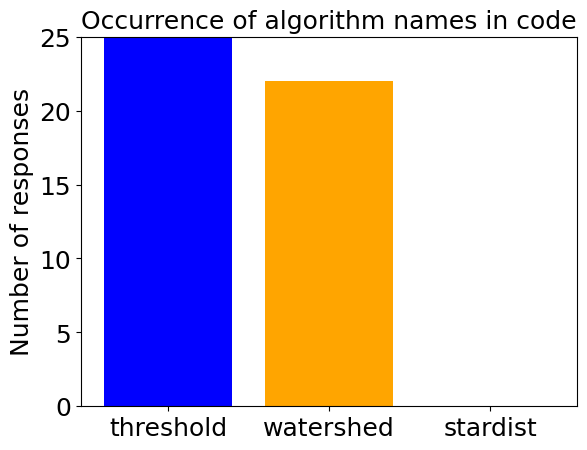 Occurrence of algorithm names in code
Number of responses
25
20
15
10
5
0
threshold watershed stardist